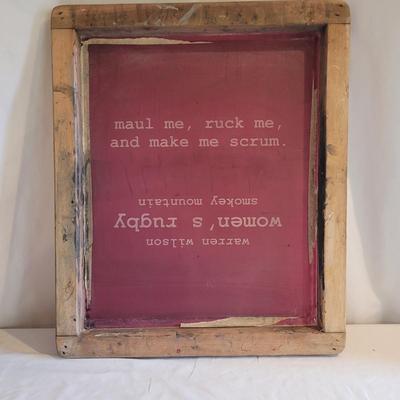 maul me, ruck me,
and make me scrum.
warren wilson
women's rugby
smokey mountain